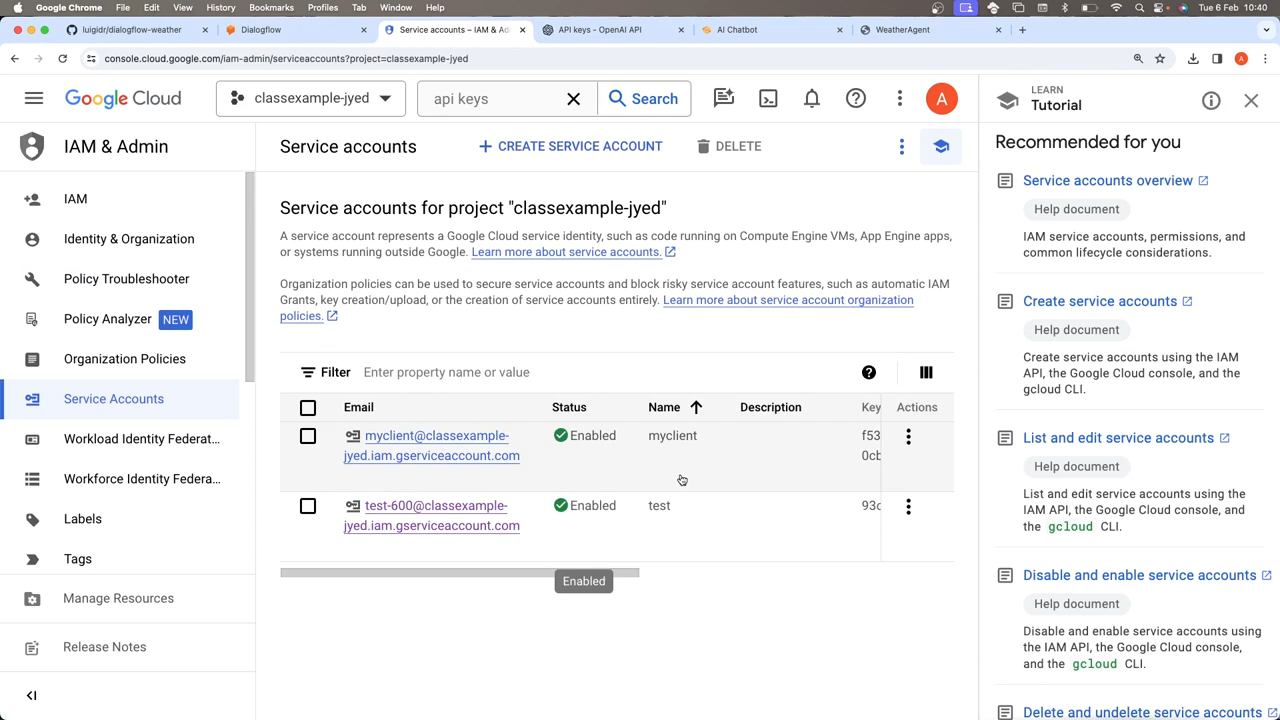 Google Chrome File Edit View History Bookmarks Profiles Tab Window Help Tue 6 Feb 10:40
luigidr/dialogflow-weather Dialogflow Service accounts – IAM & A API keys - OpenAI API AI Chatbot WeatherAgent
console.cloud.google.com/iam-admin/serviceaccounts?project=classexample-jyed A
Google Cloud classexample-jyed api keys Search A
LEARN
Tutorial
IAM & Admin
Service accounts CREATE SERVICE ACCOUNT DELETE
IAM
Identity & Organization
Policy Troubleshooter
Policy Analyzer NEW
Organization Policies
Service Accounts
Workload Identity Federat...
Workforce Identity Federa...
Labels
Tags
Manage Resources
Release Notes
Service accounts for project "classexample-jyed"
A service account represents a Google Cloud service identity, such as code running on Compute Engine VMs, App Engine apps,
or systems running outside Google. Learn more about service accounts.
Organization policies can be used to secure service accounts and block risky service account features, such as automatic IAM
Grants, key creation/upload, or the creation of service accounts entirely. Learn more about service account organization
policies.
Filter Enter property name or value
Email Status Name Description Key Actions
myclient@classexample- Enabled myclient f53
jyed.iam.gserviceaccount.com 0cb
test-600@classexample- Enabled test 93c
jyed.iam.gserviceaccount.com
Enabled
Recommended for you
Service accounts overview
Help document
IAM service accounts, permissions, and
common lifecycle considerations.
Create service accounts
Help document
Create service accounts using the IAM
API, the Google Cloud console, and the
gcloud CLI.
List and edit service accounts
Help document
List and edit service accounts using the
IAM API, the Google Cloud console, and
the gcloud CLI.
Disable and enable service accounts
Help document
Disable and enable service accounts using
the IAM API, the Google Cloud console,
and the gcloud CLI.
Delete and undelete service accounts